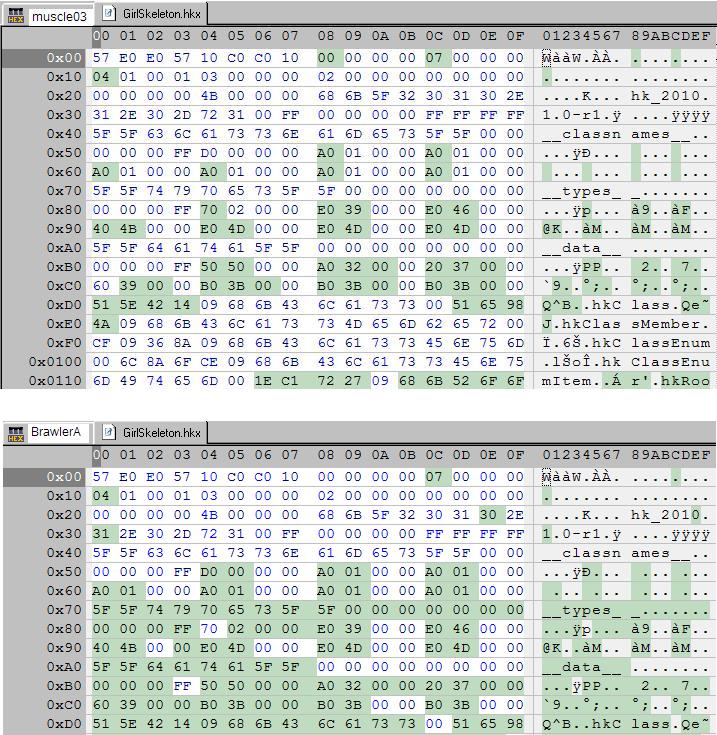 muscle03 GirlSkeleton.hkx
00 01 02 03 04 05 06 07 08 09 0A 0B 0C 0D 0E 0F 01234567 89ABCDEF
0x00 57 E0 E0 57 10 C0 C0 10 00 00 00 00 07 00 00 00 WààW.ÀÀ. ........
0x10 04 01 01 03 00 00 00 00 02 00 00 00 00 00 00 00 ........ ........
0x20 00 00 00 00 4B 00 00 00 68 6B 5F 32 30 31 30 2E ....K... hk_2010.
0x30 31 2E 30 2D 72 31 00 FF 00 00 00 00 FF FF FF FF 1.0-r1.ÿ ....ÿÿÿÿ
0x40 5F 5F 63 6C 61 73 73 6E 61 6D 65 73 5F 5F 00 00 __classn ames__..
0x50 00 00 00 FF D0 00 00 00 A0 01 00 00 A0 01 00 00 ...ÿÐ... . ... ...
0x60 A0 01 00 00 A0 01 00 00 A0 01 00 00 A0 01 00 00 . ... ... . ... ...
0x70 5F 5F 74 79 70 65 73 5F 5F 00 00 00 00 00 00 00 __types_ _.......
0x80 00 00 00 FF 70 02 00 00 E0 39 00 00 E0 46 00 00 ...ÿp... à9..àF..
0x90 40 4B 00 00 E0 4D 00 00 E0 4D 00 00 E0 4D 00 00 @K..àM.. àM..àM..
0xA0 5F 5F 64 61 74 61 5F 5F 00 00 00 00 00 00 00 00 __data__ ........
0xB0 00 00 00 FF 50 50 00 00 A0 32 00 00 20 37 00 00 ...ÿPP..  2.. 7..
0xC0 60 39 00 00 B0 3B 00 00 B0 3B 00 00 B0 3B 00 00 `9..°;.. °;..°;..
0xD0 51 5E 42 14 09 68 6B 43 6C 61 73 73 00 51 65 98 Q^B..hkC lass.Qe˜
0xE0 4A 09 68 6B 43 6C 61 73 73 4D 65 6D 62 65 72 00 J.hkClas sMember.
0xF0 CF 09 36 8A 09 68 6B 43 6C 61 73 73 45 6E 75 6D Ï.6Š.hkC lassEnum
0x0100 00 6C 8A 6F CE 09 68 6B 43 6C 61 73 73 45 6E 75 .lŠoÎ.hk ClassEnu
0x0110 6D 49 74 65 6D 00 1E C1 72 27 09 68 6B 52 6F 6F mItem..Á r'.hkRoo
BrawlerA GirlSkeleton.hkx
00 01 02 03 04 05 06 07 08 09 0A 0B 0C 0D 0E 0F 01234567 89ABCDEF
0x00 57 E0 E0 57 10 C0 C0 10 00 00 00 00 07 00 00 00 WààW.ÀÀ. ........
0x10 04 01 01 03 00 00 00 00 02 00 00 00 00 00 00 00 ........ ........
0x20 00 00 00 00 4B 00 00 00 68 6B 5F 32 30 31 30 2E ....K... hk_2010.
0x30 31 2E 30 2D 72 31 00 FF 00 00 00 00 FF FF FF FF 1.0-r1.ÿ ....ÿÿÿÿ
0x40 5F 5F 63 6C 61 73 73 6E 61 6D 65 73 5F 5F 00 00 __classn ames__..
0x50 00 00 00 FF D0 00 00 00 A0 01 00 00 A0 01 00 00 ...ÿÐ... . ... ...
0x60 A0 01 00 00 A0 01 00 00 A0 01 00 00 A0 01 00 00 . ... ... . ... ...
0x70 5F 5F 74 79 70 65 73 5F 5F 00 00 00 00 00 00 00 __types_ _.......
0x80 00 00 00 FF 70 02 00 00 E0 39 00 00 E0 46 00 00 ...ÿp... à9..àF..
0x90 40 4B 00 00 E0 4D 00 00 E0 4D 00 00 E0 4D 00 00 @K..àM.. àM..àM..
0xA0 5F 5F 64 61 74 61 5F 5F 00 00 00 00 00 00 00 00 __data__ ........
0xB0 00 00 00 FF 50 50 00 00 A0 32 00 00 20 37 00 00 ...ÿPP..  2.. 7..
0xC0 60 39 00 00 B0 3B 00 00 B0 3B 00 00 B0 3B 00 00 `9..°;.. °;..°;..
0xD0 51 5E 42 14 09 68 6B 43 6C 61 73 73 00 51 65 98 Q^B..hkC lass.Qe˜